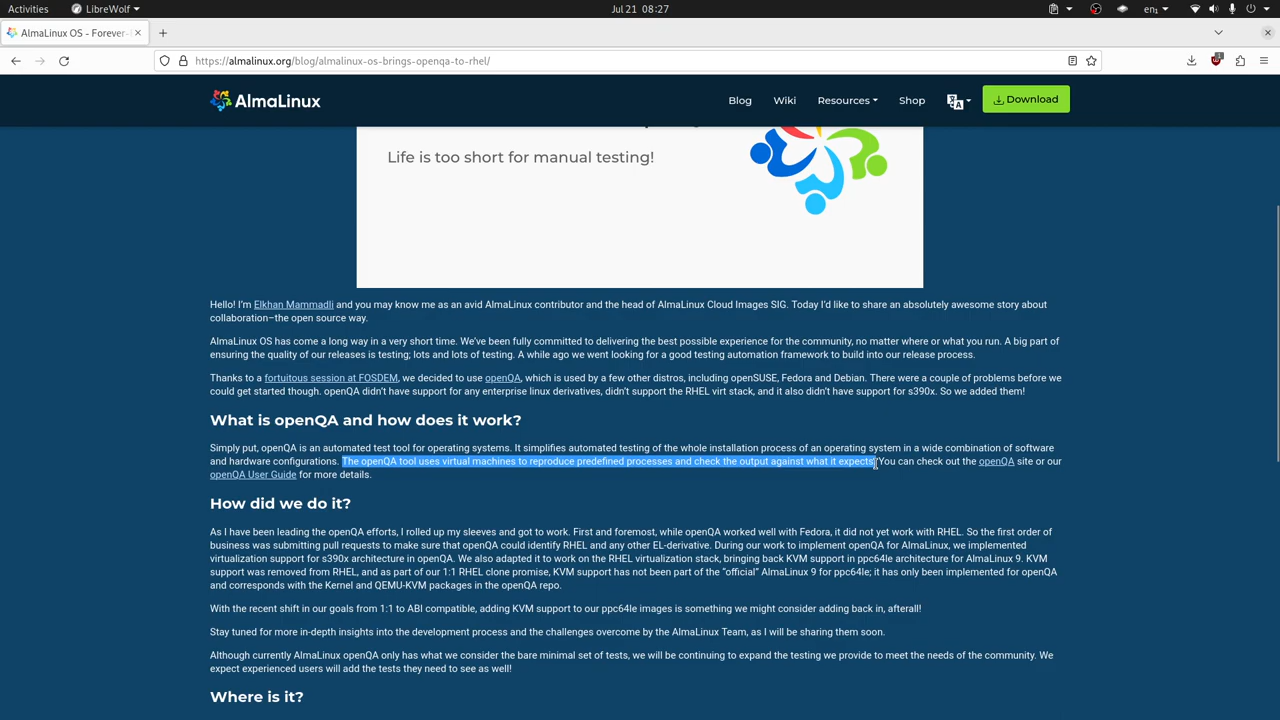 Activities LibreWolf Jul 21 08:27 en1
AlmaLinux OS - Forever-
https://almalinux.org/blog/almalinux-os-brings-openqa-to-rhel/
1
AlmaLinux Blog Wiki Resources Shop Download
Life is too short for manual testing!
Hello! I'm Elkhan Mammadli and you may know me as an avid AlmaLinux contributor and the head of AlmaLinux Cloud Images SIG. Today I'd like to share an absolutely awesome story about
collaboration–the open source way.
AlmaLinux OS has come a long way in a very short time. We've been fully committed to delivering the best possible experience for the community, no matter where or what you run. A big part of
ensuring the quality of our releases is testing; lots and lots of testing. A while ago we went looking for a good testing automation framework to build into our release process.
Thanks to a fortuitous session at FOSDEM, we decided to use openQA, which is used by a few other distros, including openSUSE, Fedora and Debian. There were a couple of problems before we
could get started though. openQA didn't have support for any enterprise linux derivatives, didn't support the RHEL virt stack, and it also didn't have support for s390x. So we added them!
What is openQA and how does it work?
Simply put, openQA is an automated test tool for operating systems. It simplifies automated testing of the whole installation process of an operating system in a wide combination of software
and hardware configurations. The openQA tool uses virtual machines to reproduce predefined processes and check the output against what it expects. You can check out the openQA site or our
openQA User Guide for more details.
How did we do it?
As I have been leading the openQA efforts, I rolled up my sleeves and got to work. First and foremost, while openQA worked well with Fedora, it did not yet work with RHEL. So the first order of
business was submitting pull requests to make sure that openQA could identify RHEL and any other EL-derivative. During our work to implement openQA for AlmaLinux, we implemented
virtualization support for s390x architecture in openQA. We also adapted it to work on the RHEL virtualization stack, bringing back KVM support in ppc64le architecture for AlmaLinux 9. KVM
support was removed from RHEL, and as part of our 1:1 RHEL clone promise, KVM support has not been part of the "official" AlmaLinux 9 for ppc64le; it has only been implemented for openQA
and corresponds with the Kernel and QEMU-KVM packages in the openQA repo.
With the recent shift in our goals from 1:1 to ABI compatible, adding KVM support to our ppc64le images is something we might consider adding back in, afterall!
Stay tuned for more in-depth insights into the development process and the challenges overcome by the AlmaLinux Team, as I will be sharing them soon.
Although currently AlmaLinux openQA only has what we consider the bare minimal set of tests, we will be continuing to expand the testing we provide to meet the needs of the community. We
expect experienced users will add the tests they need to see as well!
Where is it?